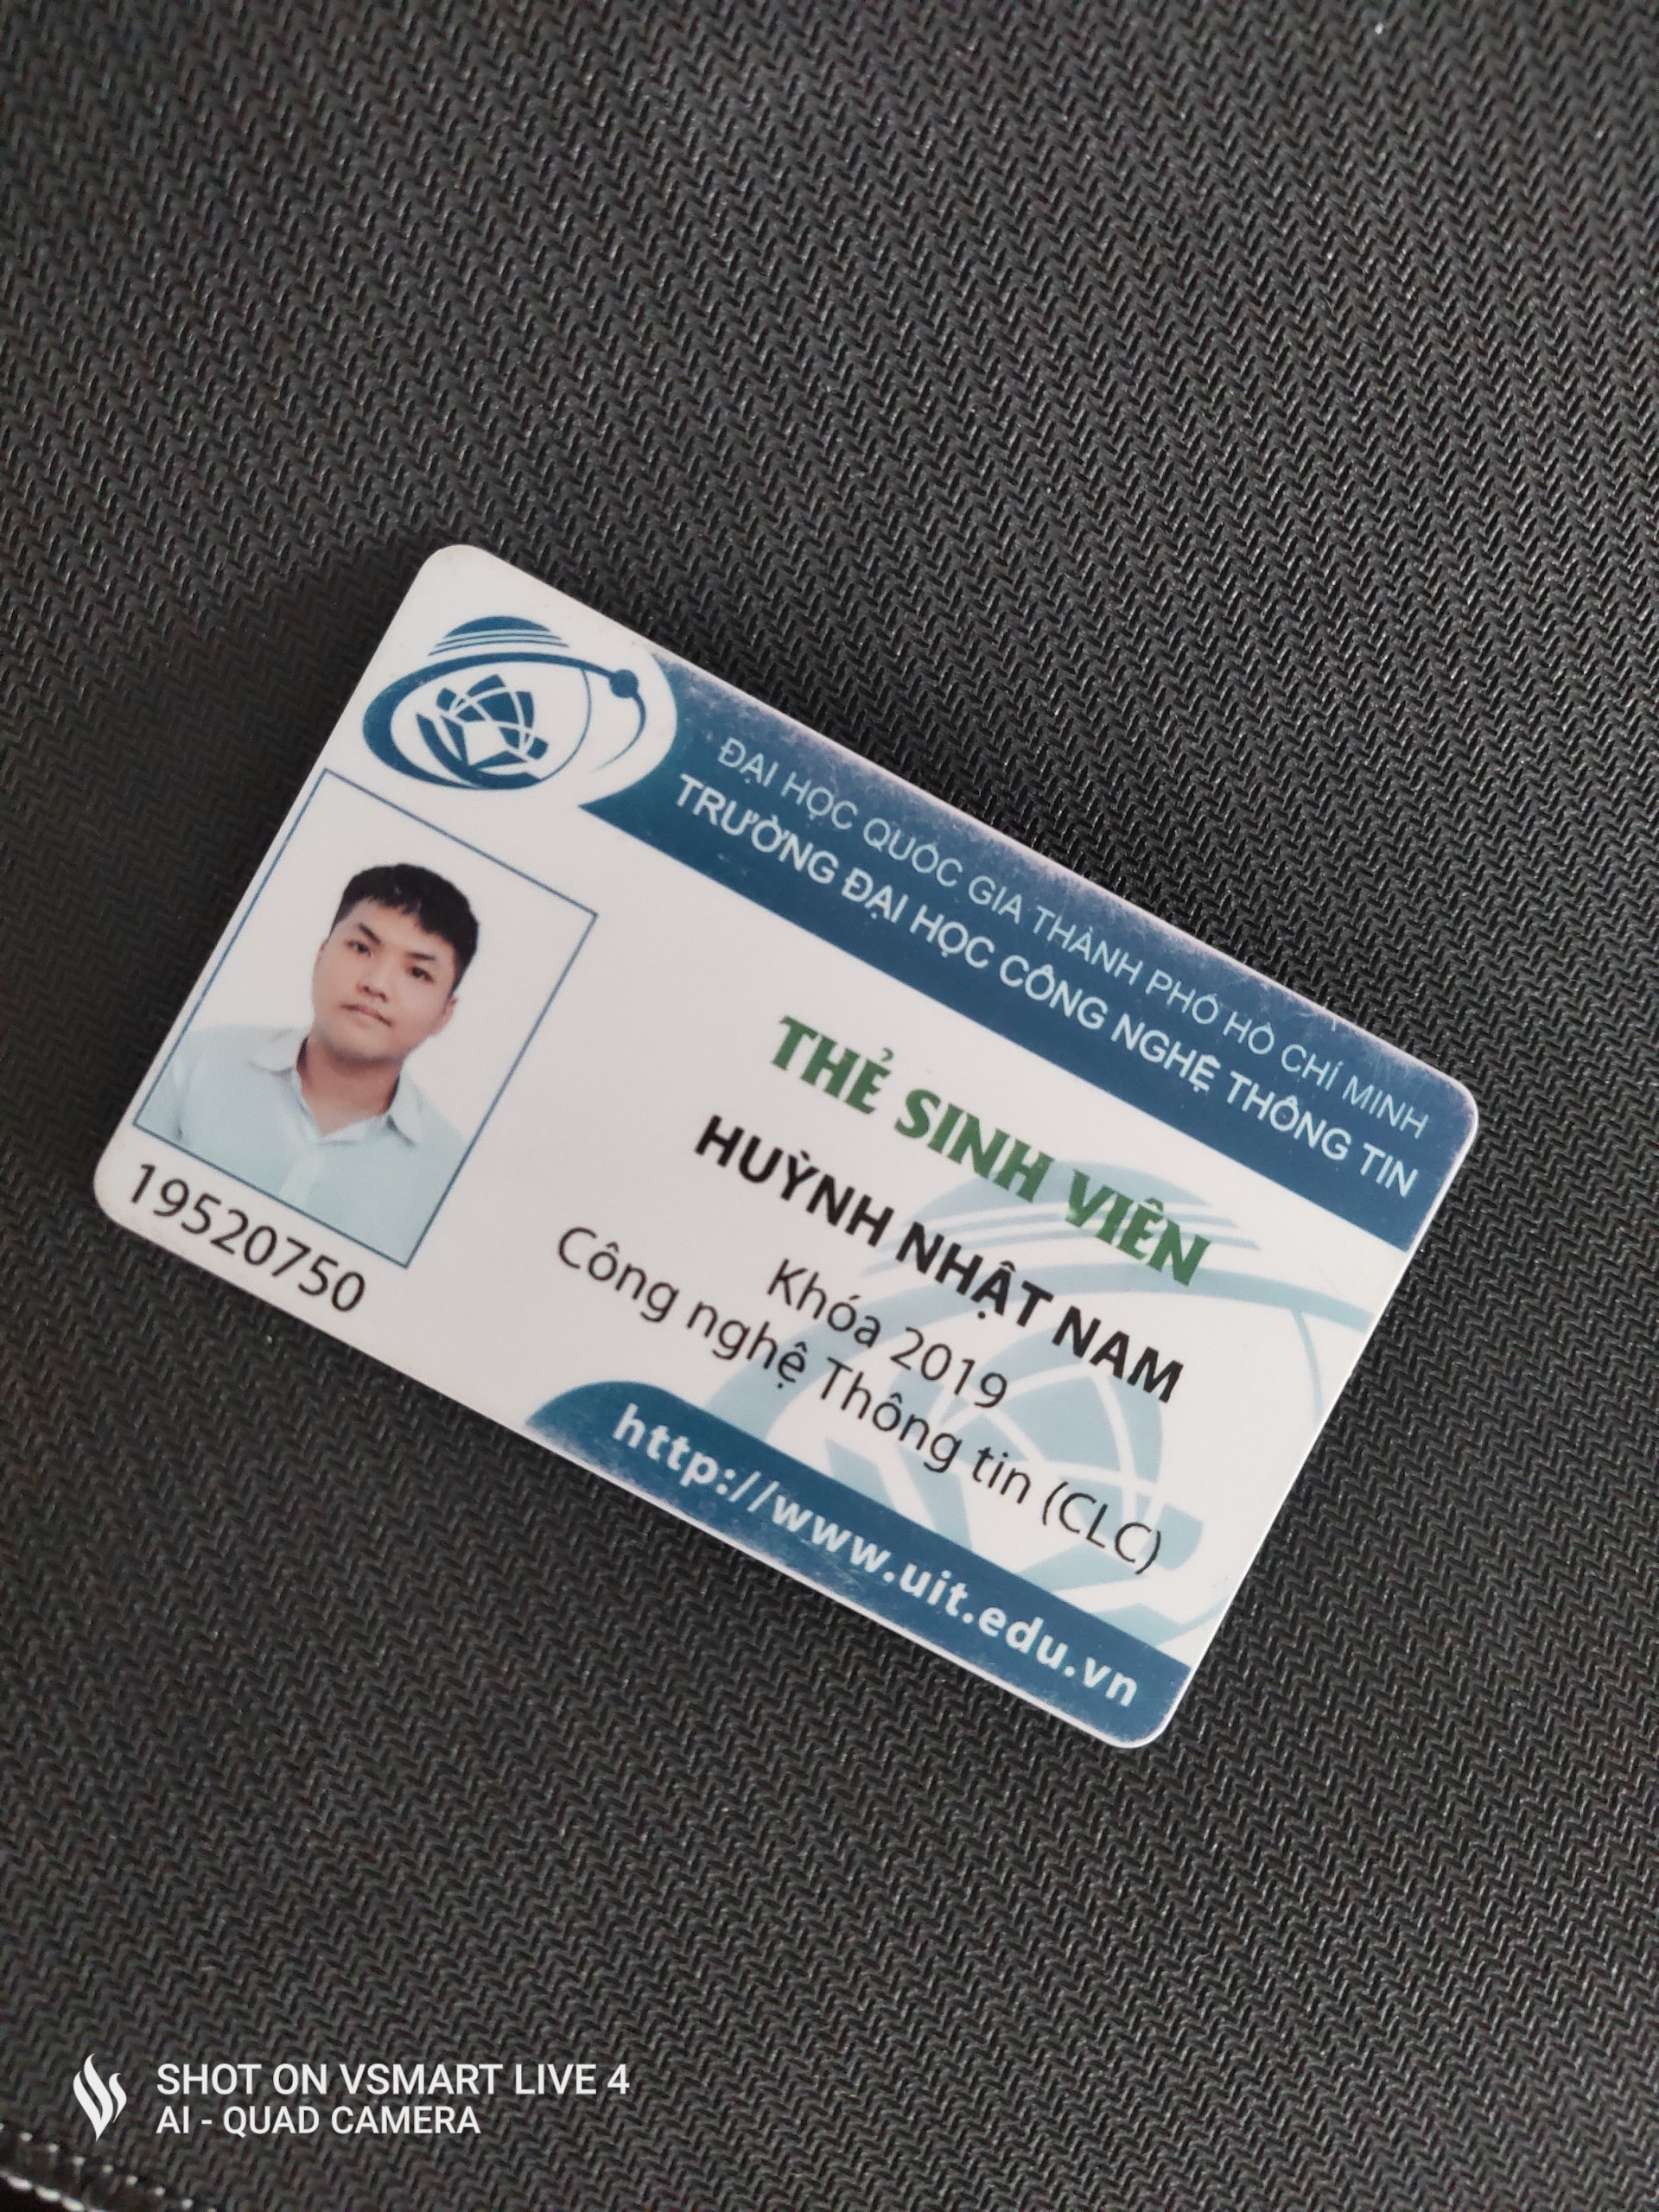 ĐẠI HỌC QUỐC GIA THÀNH PHỐ HỒ CHÍ MINH
TRƯỜNG ĐẠI HỌC CÔNG NGHỆ THÔNG TIN
THẺ SINH VIÊN
HUỲNH NHẬT NAM
Khóa 2019
Công nghệ Thông tin (CLC)
19520750
http://www.uit.edu.vn
SHOT ON VSMART LIVE 4
AI - QUAD CAMERA